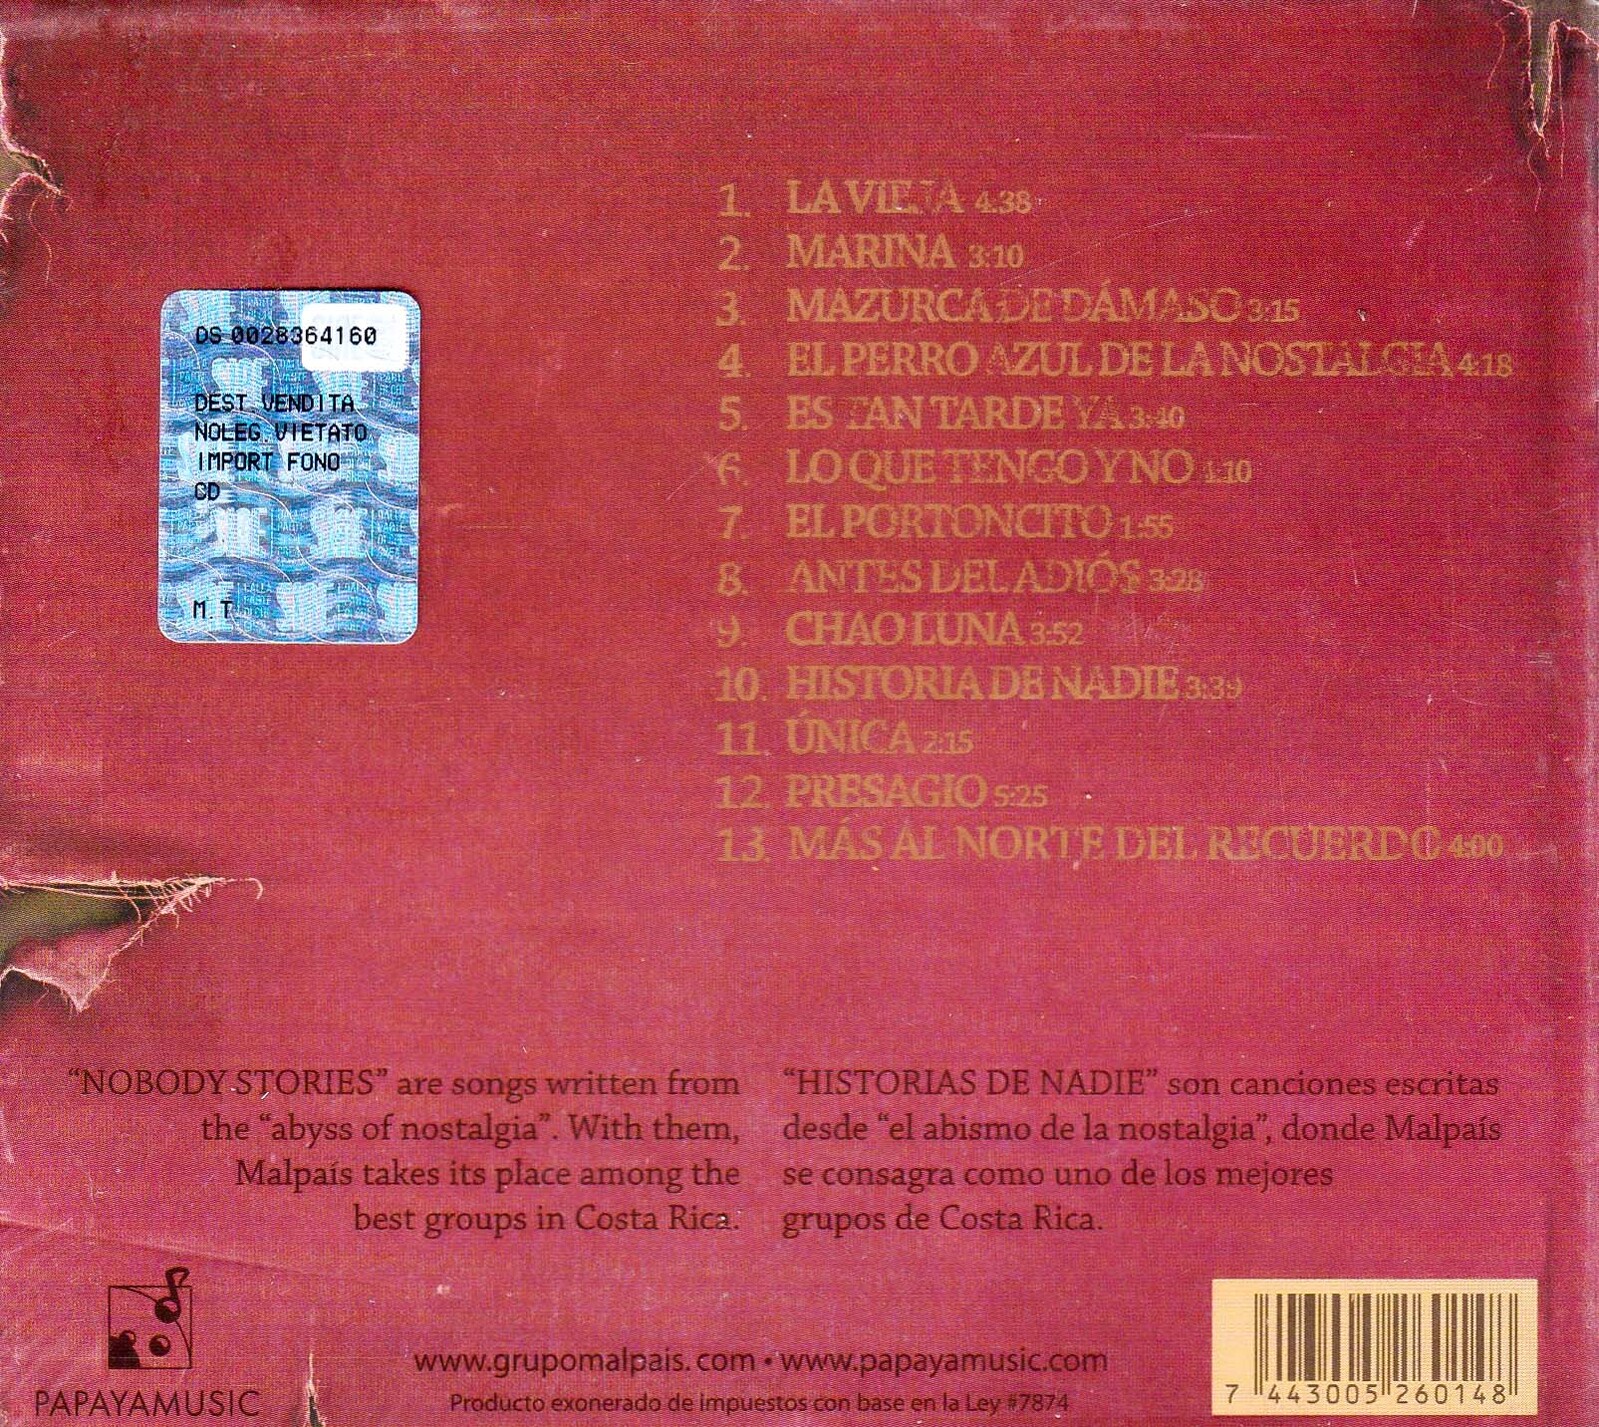 1. LA VIEJA 4:38
2. MARINA 3:10
3. MAZURCA DE DÁMASO 3:15
4. EL PERRO AZUL DE LA NOSTALGIA 4:18
5. ES TAN TARDE YA 3:40
6. LO QUE TENGO Y NO 4:10
7. EL PORTONCITO 1:55
8. ANTES DEL ADIÓS 3:28
9. CHAO LUNA 3:52
10. HISTORIA DE NADIE 3:39
11. ÚNICA 2:15
12. PRESAGIO 5:25
13. MÁS AL NORTE DEL RECUERDO 4:00
DS 0028364160
DEST.VENDITA
NOLEG.VIETATO
IMPORT FONO
CD
M.T
“NOBODY STORIES” are songs written from
the “abyss of nostalgia”. With them,
Malpaís takes its place among the
best groups in Costa Rica.
“HISTORIAS DE NADIE” son canciones escritas
desde “el abismo de la nostalgia”, donde Malpaís
se consagra como uno de los mejores
grupos de Costa Rica.
PAPAYAMUSIC
www.grupomalpais.com • www.papayamusic.com
Producto exonerado de impuestos con base en la Ley #7874
7 443005 260148